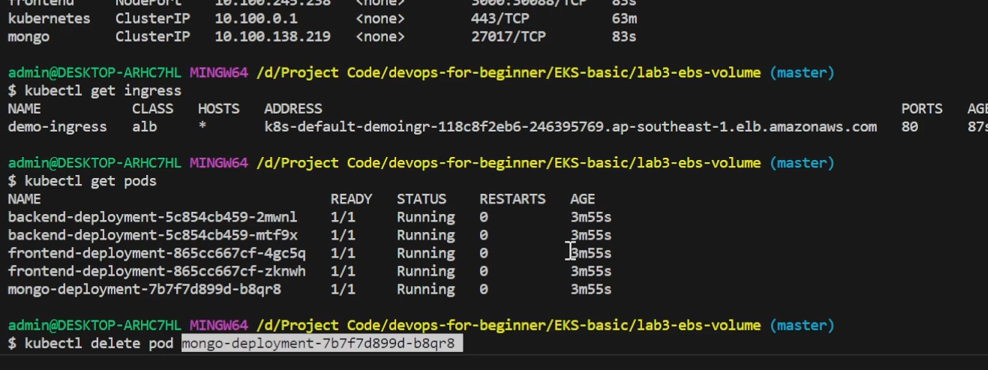 frontend NodePort 10.100.245.238 <none> 3000:30088/TCP 83s
kubernetes ClusterIP 10.100.0.1 <none> 443/TCP 63m
mongo ClusterIP 10.100.138.219 <none> 27017/TCP 83s
admin@DESKTOP-ARHC7HL MINGW64 /d/Project Code/devops-for-beginner/EKS-basic/lab3-ebs-volume (master)
$ kubectl get ingress
NAME CLASS HOSTS ADDRESS PORTS AGE
demo-ingress alb * k8s-default-demoingr-118c8f2eb6-246395769.ap-southeast-1.elb.amazonaws.com 80 87s
admin@DESKTOP-ARHC7HL MINGW64 /d/Project Code/devops-for-beginner/EKS-basic/lab3-ebs-volume (master)
$ kubectl get pods
NAME READY STATUS RESTARTS AGE
backend-deployment-5c854cb459-2mwnl 1/1 Running 0 3m55s
backend-deployment-5c854cb459-mtf9x 1/1 Running 0 3m55s
frontend-deployment-865cc667cf-4gc5q 1/1 Running 0 3m55s
frontend-deployment-865cc667cf-zknwh 1/1 Running 0 3m55s
mongo-deployment-7b7f7d899d-b8qr8 1/1 Running 0 3m55s
admin@DESKTOP-ARHC7HL MINGW64 /d/Project Code/devops-for-beginner/EKS-basic/lab3-ebs-volume (master)
$ kubectl delete pod mongo-deployment-7b7f7d899d-b8qr8